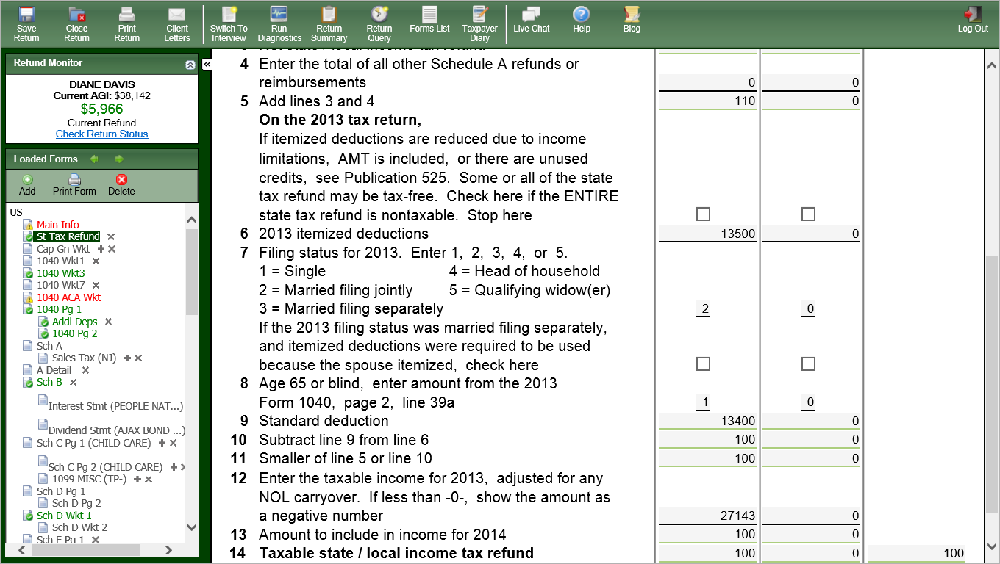 Save Return
Close Return
Print Return
Client Letters
Switch To Interview
Run Diagnostics
Return Summary
Return Query
Forms List
Taxpayer Diary
Live Chat
Help
Blog
Log Out
Refund Monitor
«
DIANE DAVIS
Current AGI: $38,142
$5,966
Current Refund
Check Return Status
Loaded Forms
Add
Print Form
Delete
US
Main Info
St Tax Refund
Cap Gn Wkt
1040 Wkt1
1040 Wkt3
1040 Wkt7
1040 ACA Wkt
1040 Pg 1
Addl Deps
1040 Pg 2
Sch A
Sales Tax (NJ)
A Detail
Sch B
Interest Stmt (PEOPLE NAT...)
Dividend Stmt (AJAX BOND ...)
Sch C Pg 1 (CHILD CARE)
Sch C Pg 2 (CHILD CARE)
1099 MISC (TP-)
Sch D Pg 1
Sch D Pg 2
Sch D Wkt 1
Sch D Wkt 2
Sch E Pg 1
4 Enter the total of all other Schedule A refunds or
reimbursements 0 0
5 Add lines 3 and 4 110 0
On the 2013 tax return,
If itemized deductions are reduced due to income
limitations, AMT is included, or there are unused
credits, see Publication 525. Some or all of the state
tax refund may be tax-free. Check here if the ENTIRE
state tax refund is nontaxable. Stop here
6 2013 itemized deductions 13500 0
7 Filing status for 2013. Enter 1, 2, 3, 4, or 5.
1 = Single 4 = Head of household
2 = Married filing jointly 5 = Qualifying widow(er)
3 = Married filing separately 2 0
If the 2013 filing status was married filing separately,
and itemized deductions were required to be used
because the spouse itemized, check here
8 Age 65 or blind, enter amount from the 2013
Form 1040, page 2, line 39a 1 0
9 Standard deduction 13400 0
10 Subtract line 9 from line 6 100 0
11 Smaller of line 5 or line 10 100 0
12 Enter the taxable income for 2013, adjusted for any
NOL carryover. If less than -0-, show the amount as
a negative number 27143 0
13 Amount to include in income for 2014 100 0
14 Taxable state / local income tax refund 100 0 100